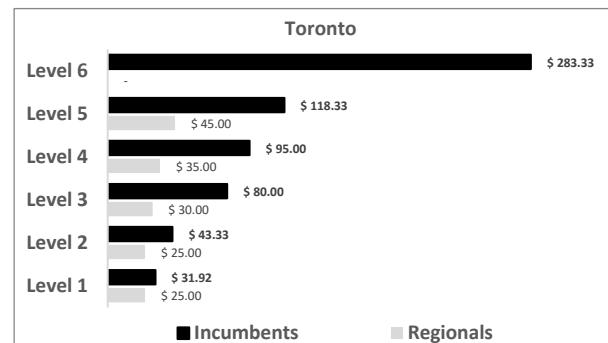 Toronto
Level 6
$ 283.33
-
Level 5
$ 118.33
$ 45.00
Level 4
$ 95.00
$ 35.00
Level 3
$ 80.00
$ 30.00
Level 2
$ 43.33
$ 25.00
Level 1
$ 31.92
$ 25.00
Incumbents Regionals